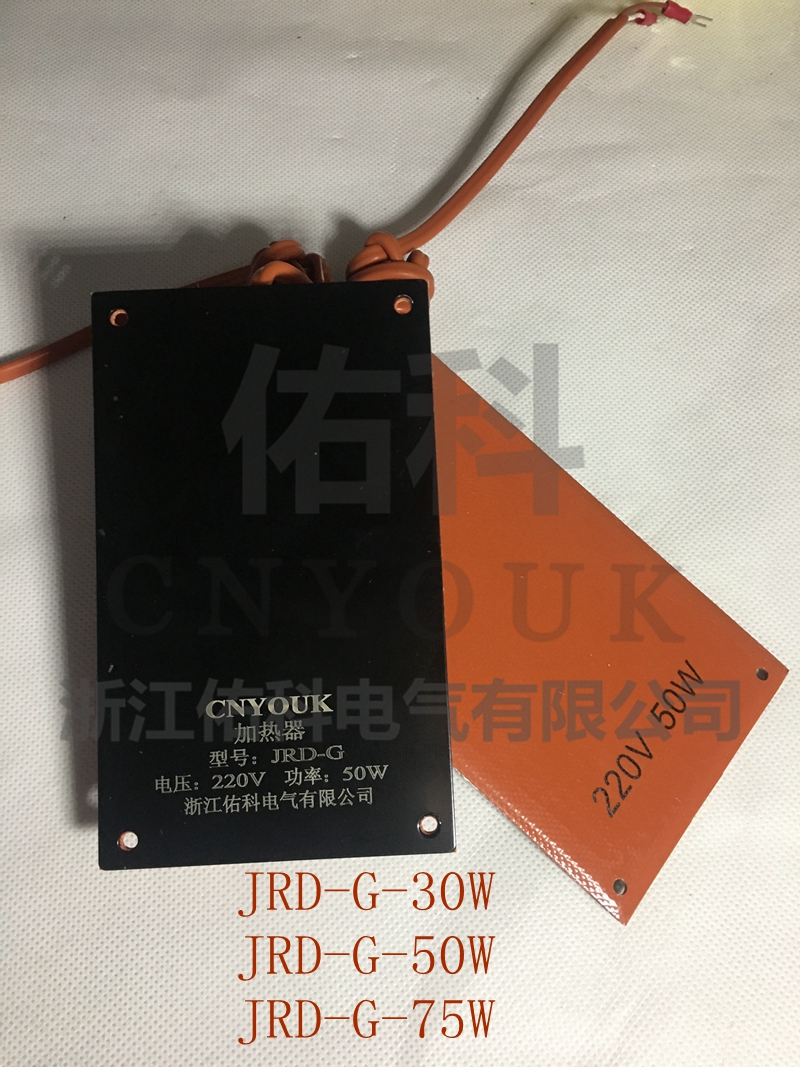 佑科
CNYOUK
浙江佑科电气有限公司
CNYOUK
加热器
型号：JRD-G
电压：220V 功率：50W
浙江佑科电气有限公司
220V 50W
JRD-G-30W
JRD-G-50W
JRD-G-75W